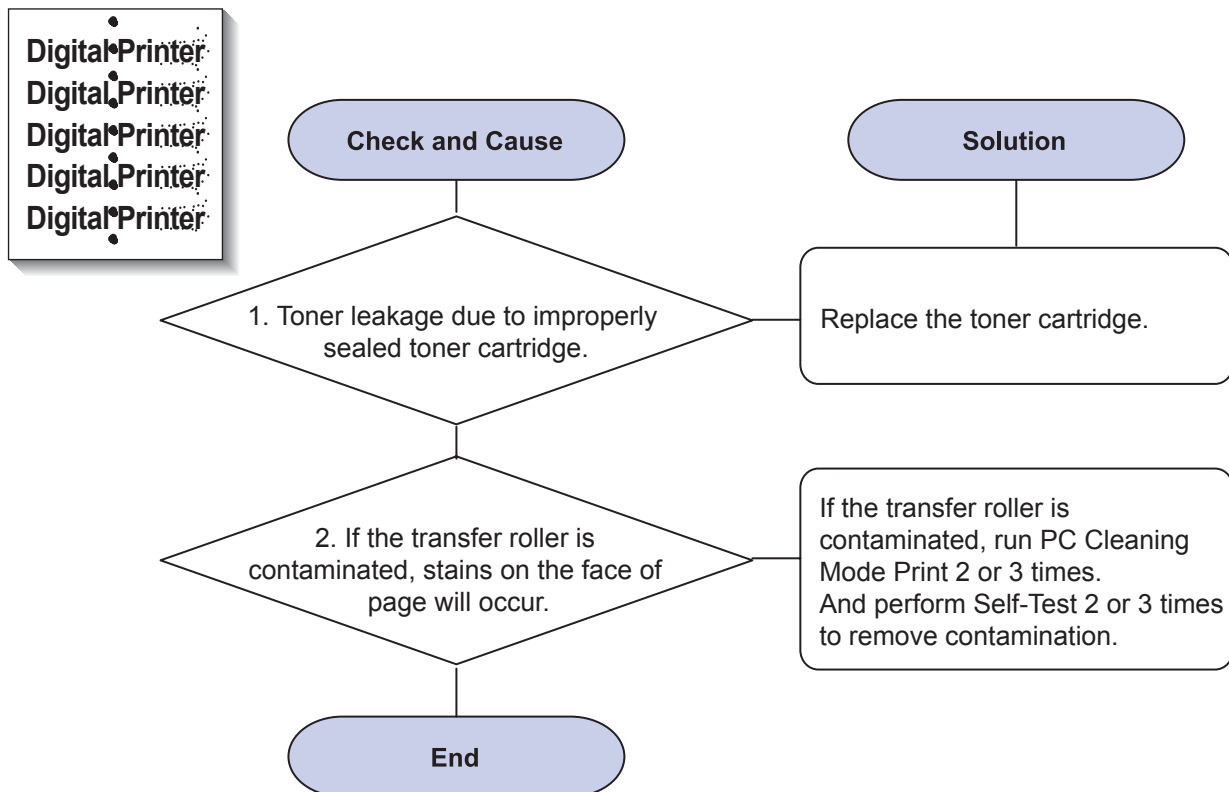 Digital Printer
Digital Printer
Digital Printer
Digital Printer
Digital Printer
Check and Cause
Solution
1. Toner leakage due to improperly
sealed toner cartridge.
Replace the toner cartridge.
2. If the transfer roller is
contaminated, stains on the face of
page will occur.
If the transfer roller is
contaminated, run PC Cleaning
Mode Print 2 or 3 times.
And perform Self-Test 2 or 3 times
to remove contamination.
End